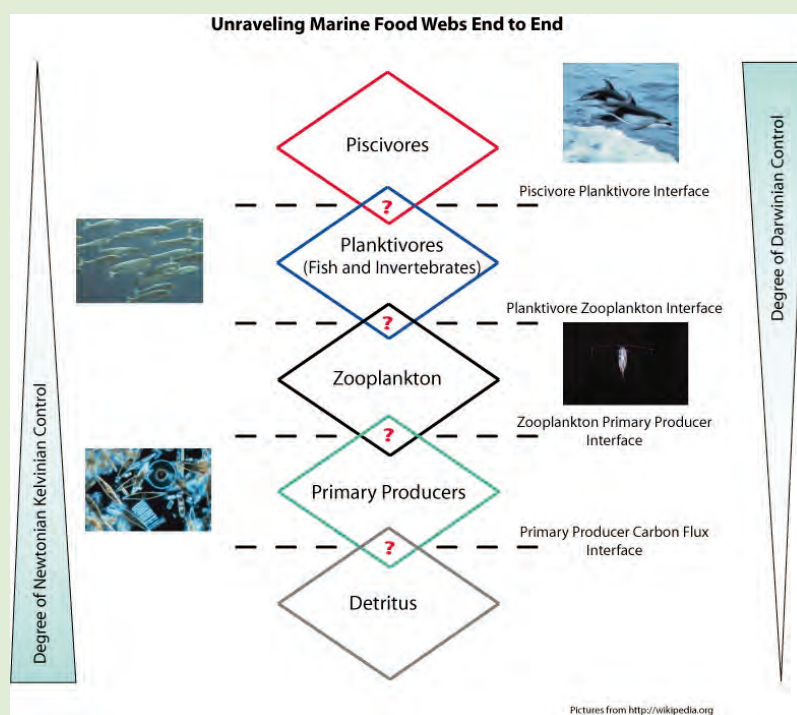 Unraveling Marine Food Webs End to End
Piscivores
Piscivore Planktivore Interface
?
Planktivores
(Fish and Invertebrates)
Planktivore Zooplankton Interface
?
Zooplankton
Zooplankton Primary Producer
Interface
?
Primary Producers
Primary Producer Carbon Flux
Interface
?
Detritus
Degree of Newtonian Kelvinian Control
Degree of Darwinian Control
Pictures from http://wikipedia.org